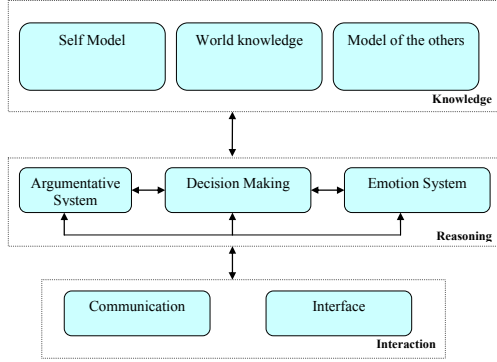 Self Model
World knowledge
Model of the others
Knowledge
Argumentative
System
Decision Making
Emotion System
Reasoning
Communication
Interface
Interaction